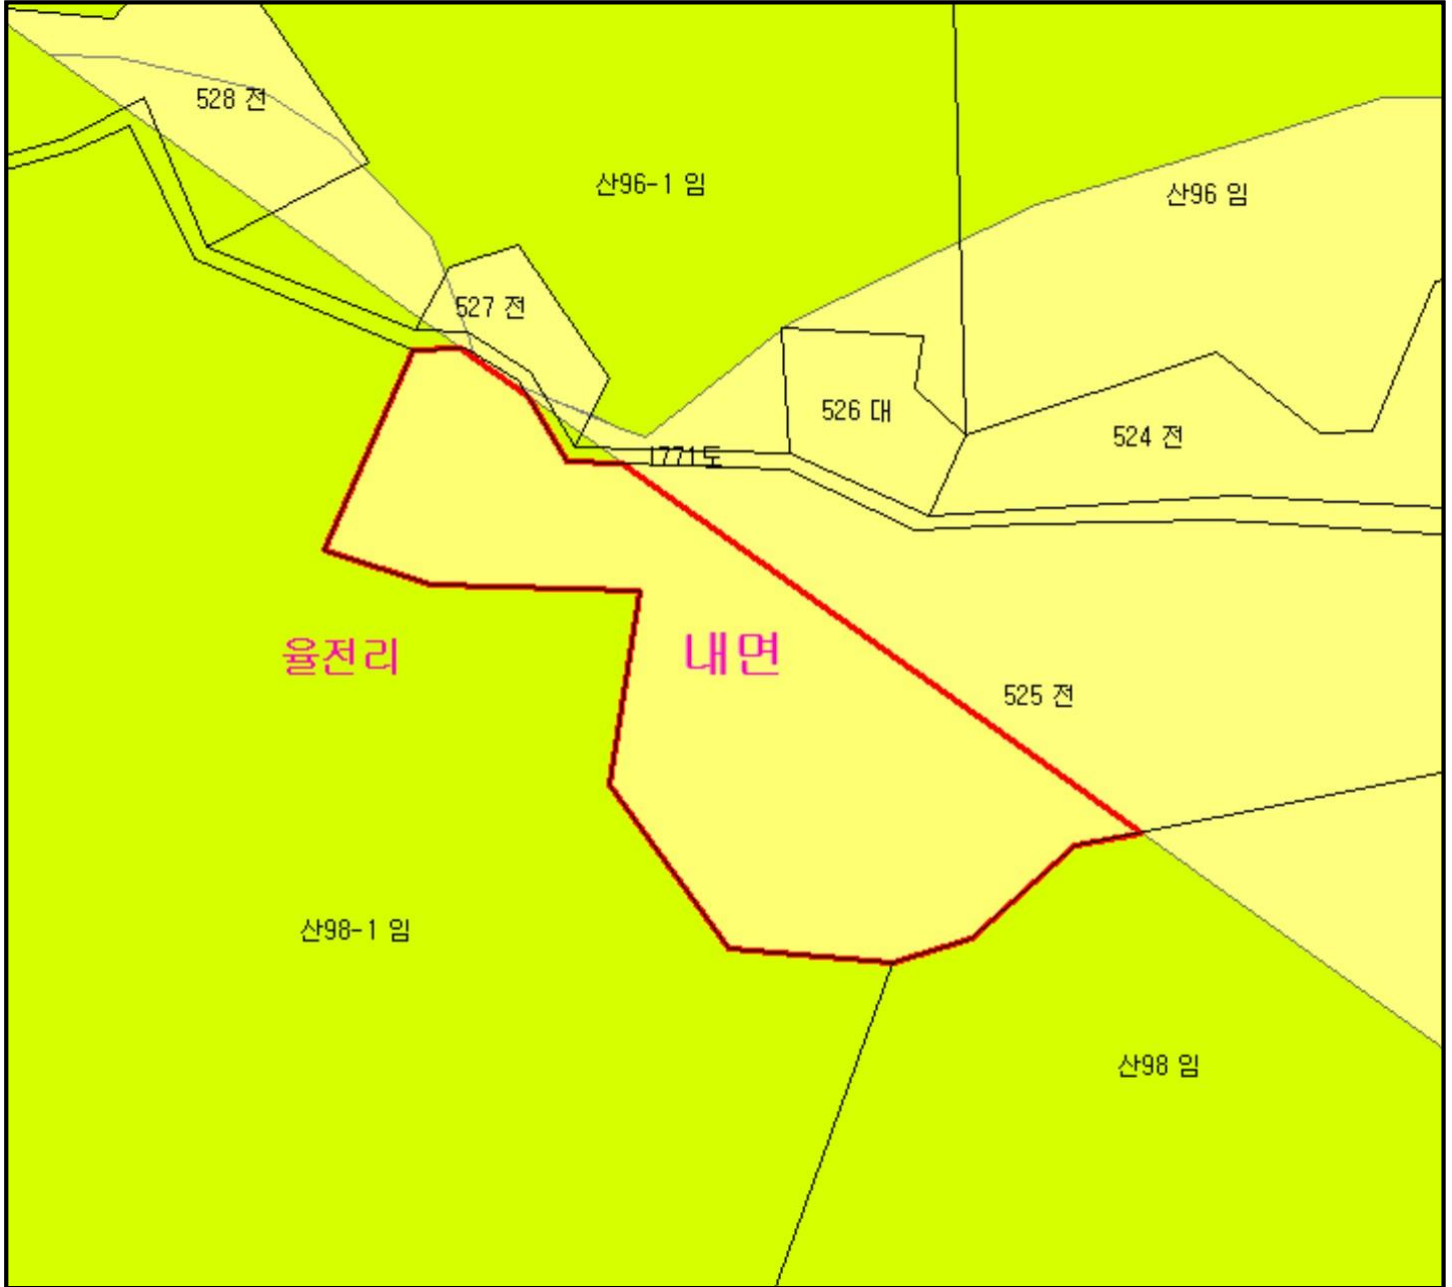 528 전
산96-1 임
산96 임
527 전
526 대
524 전
1771도
율전리
내면
525 전
산98-1 임
산98 임